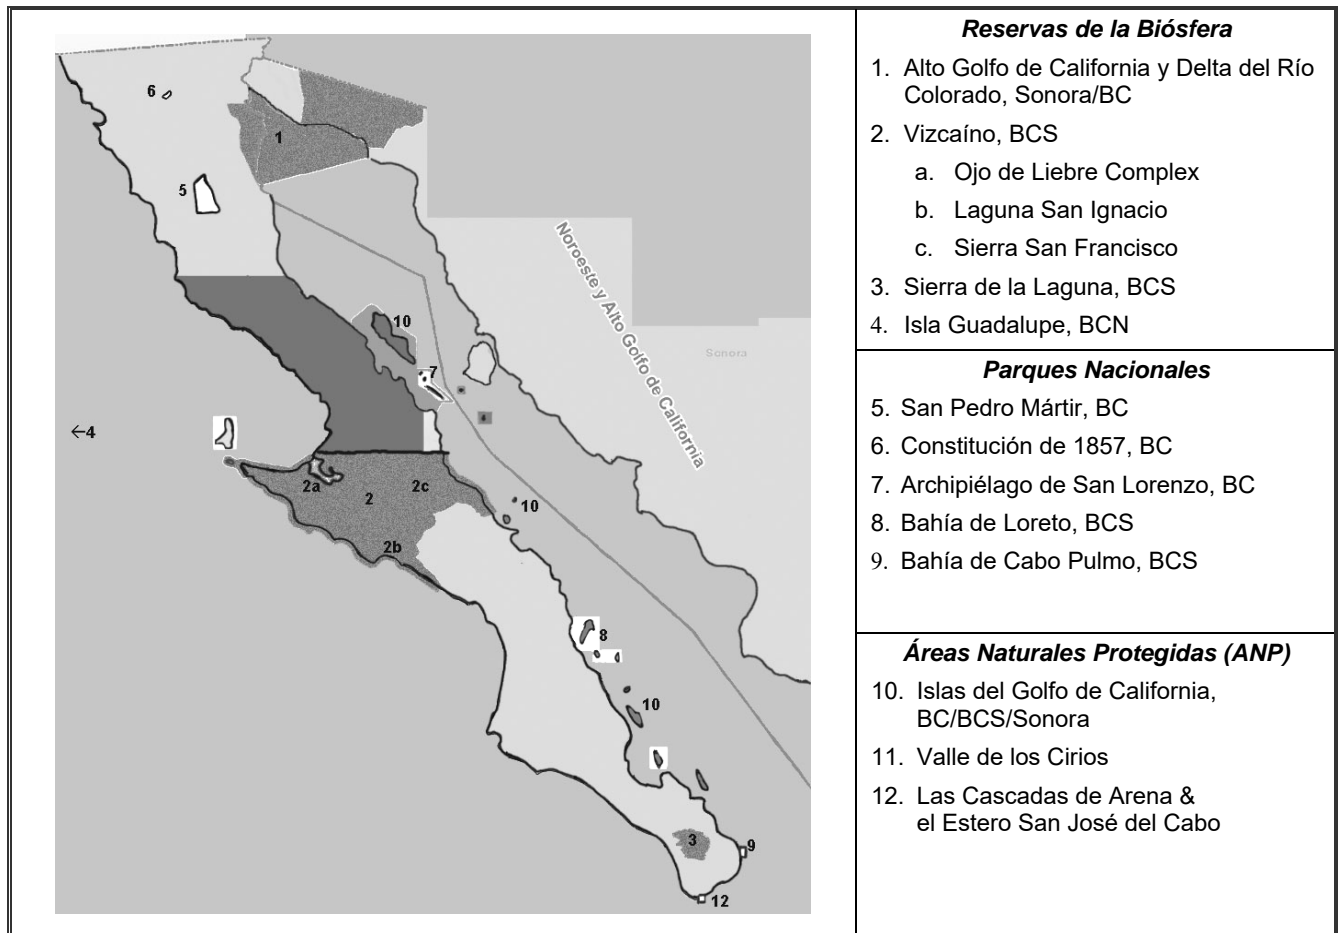 6
1
5
Noroeste y Alto Golfo de California
10
Sonora
7
←4
2a
2c
2
10
2b
8
10
3
9
12
Reservas de la Biósfera
1. Alto Golfo de California y Delta del Río
Colorado, Sonora/BC
2. Vizcaíno, BCS
a. Ojo de Liebre Complex
b. Laguna San Ignacio
c. Sierra San Francisco
3. Sierra de la Laguna, BCS
4. Isla Guadalupe, BCN
Parques Nacionales
5. San Pedro Mártir, BC
6. Constitución de 1857, BC
7. Archipiélago de San Lorenzo, BC
8. Bahía de Loreto, BCS
9. Bahía de Cabo Pulmo, BCS
Áreas Naturales Protegidas (ANP)
10. Islas del Golfo de California,
BC/BCS/Sonora
11. Valle de los Cirios
12. Las Cascadas de Arena &
el Estero San José del Cabo